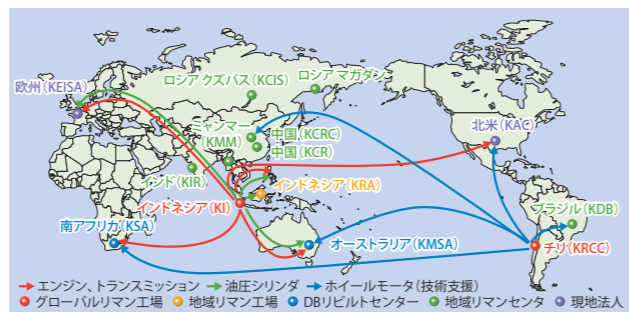 欧州（KEISA）
ロシア クズバス（KCIS）
ロシア マガダン
ミャンマー
（KMM）
中国（KCRC）
中国（KCR）
北米（KAC）
インド（KIR）
インドネシア（KRA）
インドネシア（KI）
ブラジル（KDB）
南アフリカ（KSA）
オーストラリア（KMSA）
チリ（KRCC）
エンジン、トランスミッション 油圧シリンダ ホイールモータ（技術支援）
グローバルリマン工場 地域リマン工場 DBリビルトセンター 地域リマンセンタ 現地法人